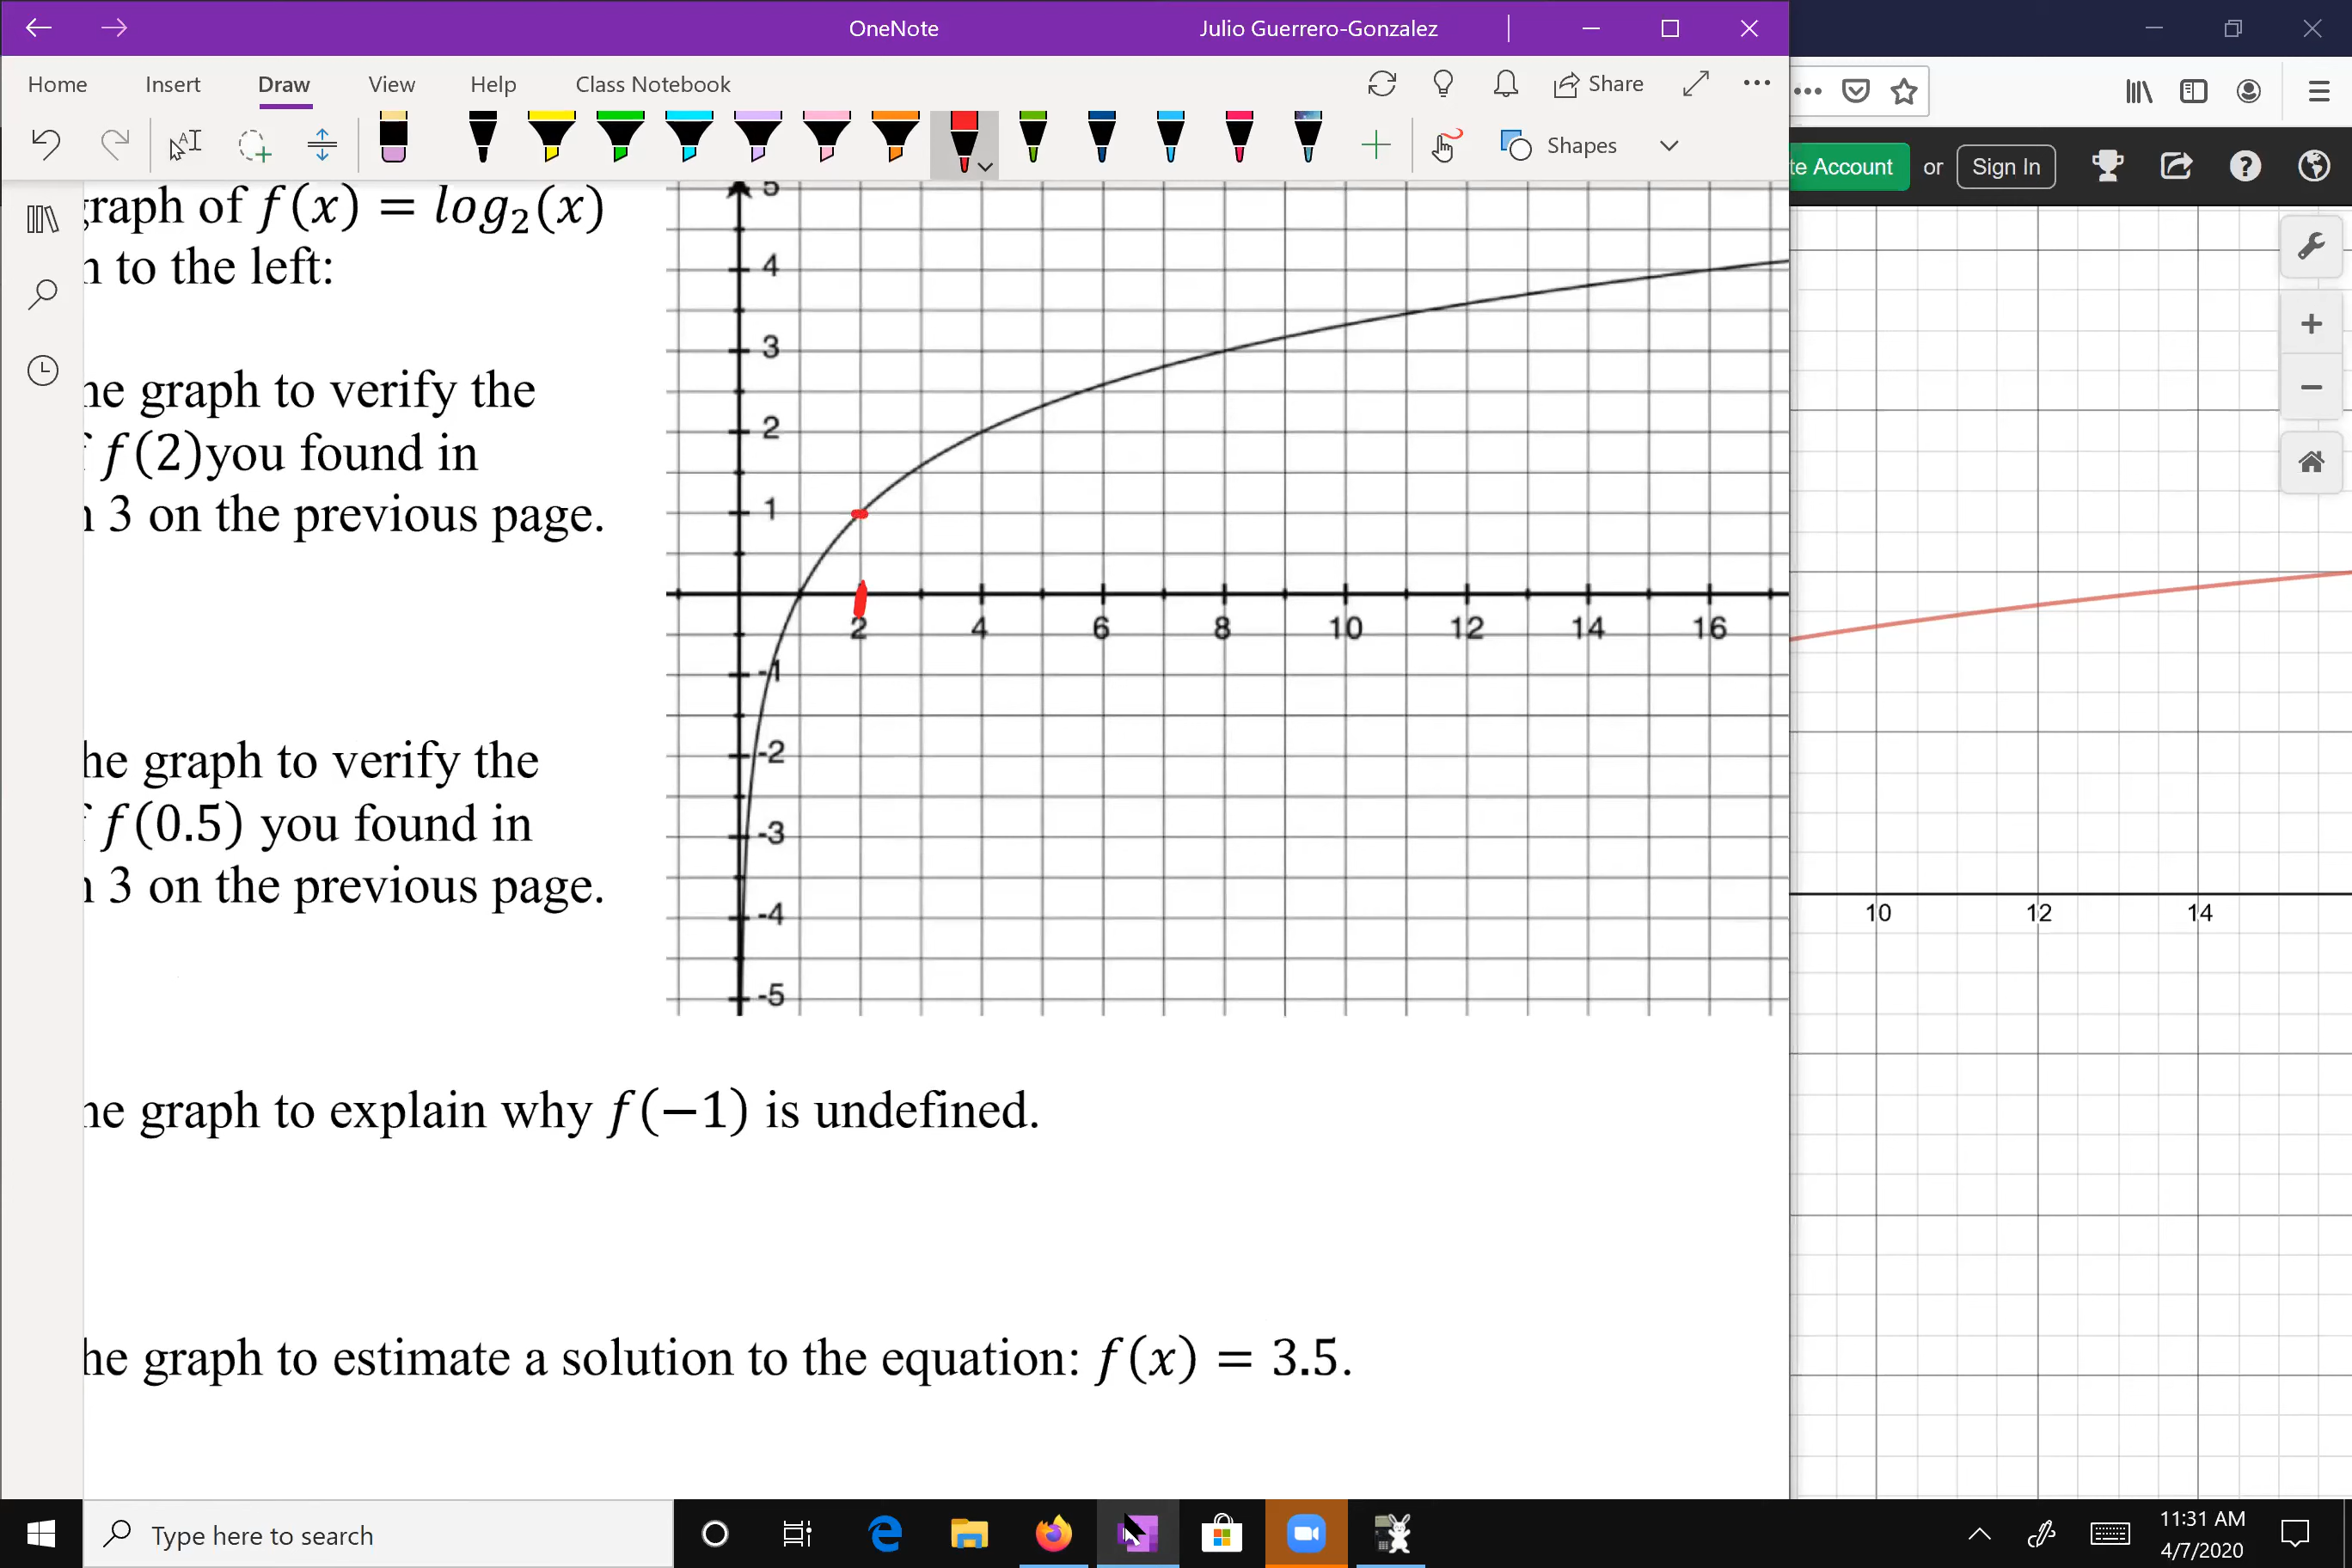 OneNote
Julio Guerrero-Gonzalez
Home Insert Draw View Help Class Notebook Share
Shapes
te Account or Sign In
graph of f(x) = log₂(x)
n to the left:
he graph to verify the
f f(2)you found in
n 3 on the previous page.
he graph to verify the
f f(0.5) you found in
n 3 on the previous page.
5
4
3
2
1
2 4 6 8 10 12 14 16
-1
-2
-3
-4
-5
10 12 14
he graph to explain why f(−1) is undefined.
he graph to estimate a solution to the equation: f(x) = 3.5.
Type here to search
11:31 AM
4/7/2020